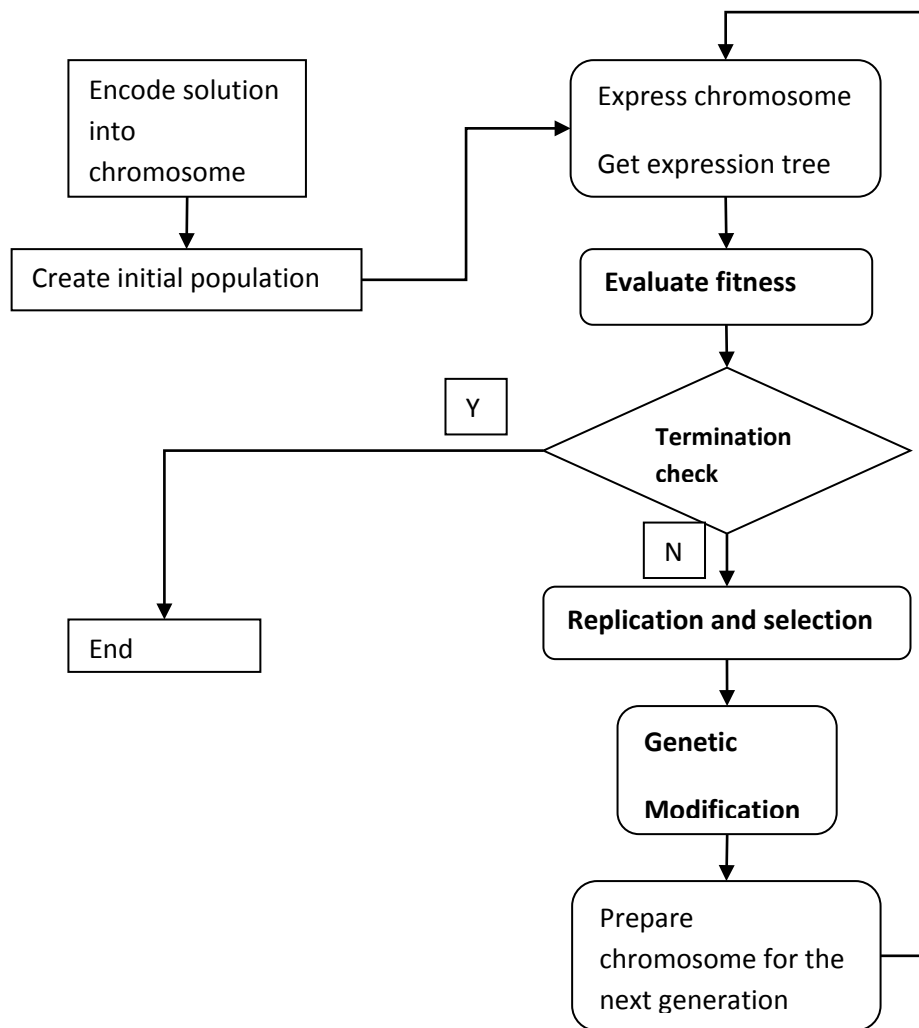 Encode solution
into
chromosome
Create initial population
Express chromosome
Get expression tree
Evaluate fitness
Termination
check
Y
N
End
Replication and selection
Genetic
Modification
Prepare
chromosome for the
next generation